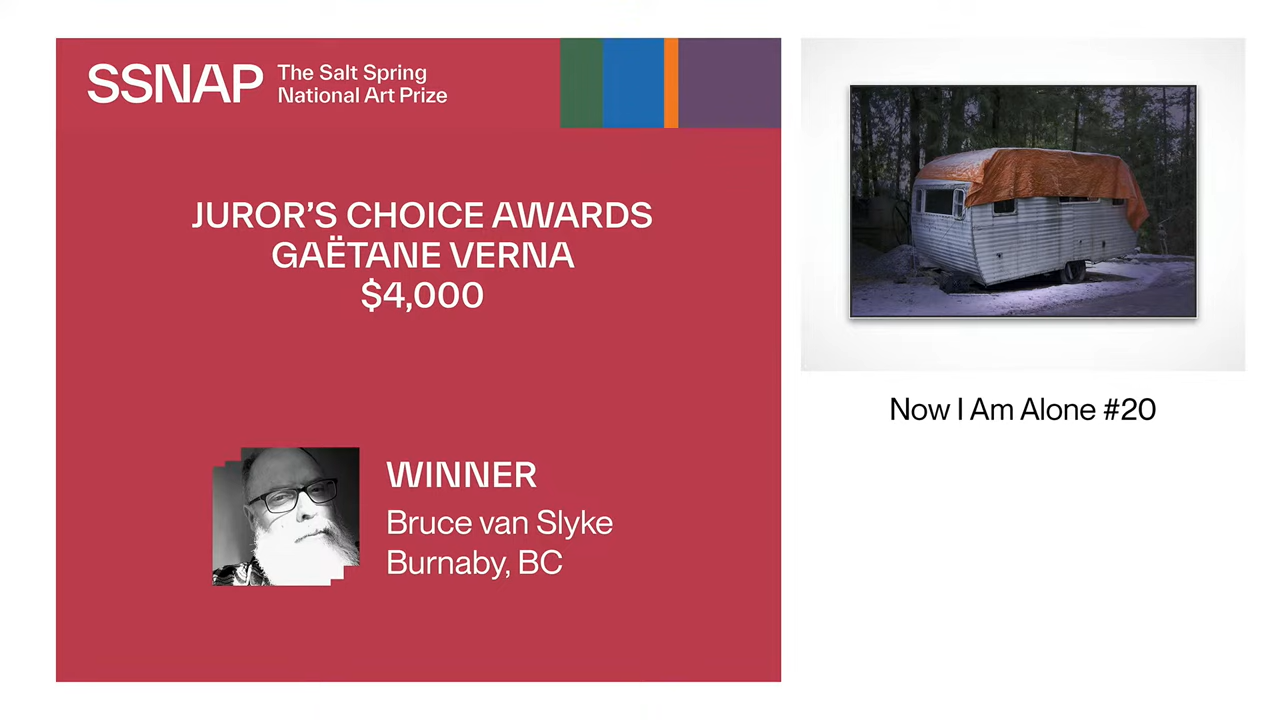 SSNAP
The Salt Spring
National Art Prize
JUROR’S CHOICE AWARDS
GAËTANE VERNA
$4,000
WINNER
Bruce van Slyke
Burnaby, BC
Now I Am Alone #20